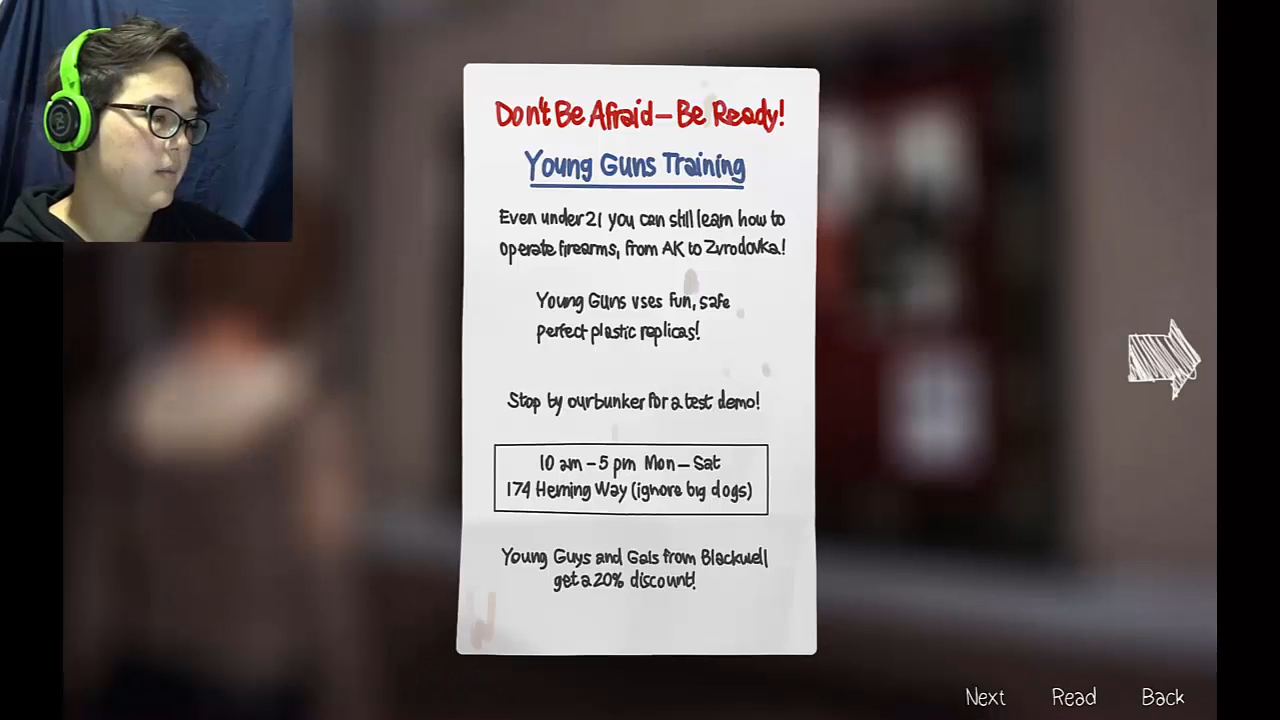 Don't Be Afraid – Be Ready!
Young Guns Training
Even under 21 you can still learn how to
operate firearms, from AK to Zvrodovka!
Young Guns uses fun, safe
perfect plastic replicas!
Stop by our bunker for a test demo!
10 am – 5 pm Mon – Sat
174 Heming Way (ignore big dogs)
Young Guys and Gals from Blackwell
get a 20% discount!
Next Read Back